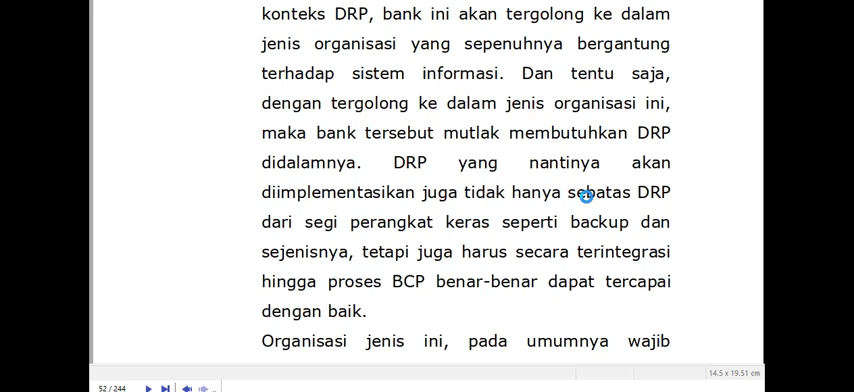 konteks DRP, bank ini akan tergolong ke dalam
jenis organisasi yang sepenuhnya bergantung
terhadap sistem informasi. Dan tentu saja,
dengan tergolong ke dalam jenis organisasi ini,
maka bank tersebut mutlak membutuhkan DRP
didalamnya. DRP yang nantinya akan
diimplementasikan juga tidak hanya sebatas DRP
dari segi perangkat keras seperti backup dan
sejenisnya, tetapi juga harus secara terintegrasi
hingga proses BCP benar-benar dapat tercapai
dengan baik.
Organisasi jenis ini, pada umumnya wajib
14.5 x 19.51 cm
52 / 244